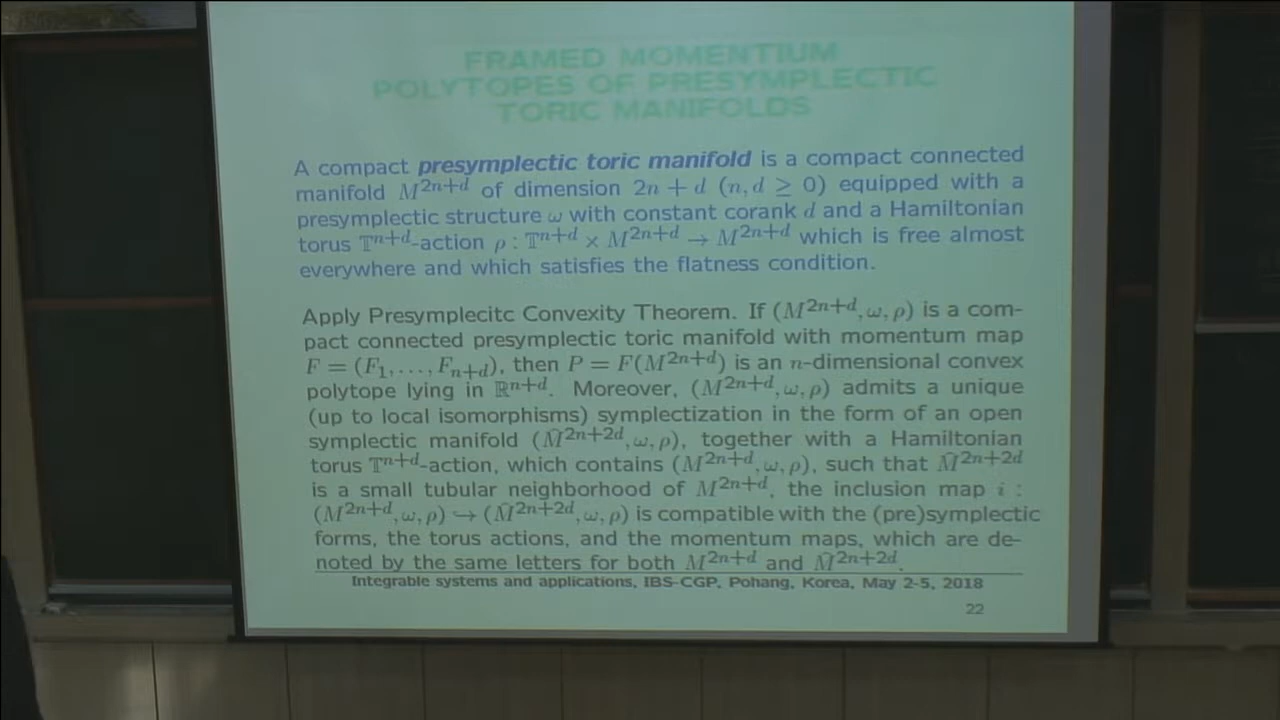 FRAMED MOMENTIUM
POLYTOPES OF PRESYMPLECTIC
TORIC MANIFOLDS
A compact presymplectic toric manifold is a compact connected
manifold M^{2n+d} of dimension 2n + d (n, d ≥ 0) equipped with a
presymplectic structure ω with constant corank d and a Hamiltonian
torus 𝕋^{n+d}-action ρ : 𝕋^{n+d} × M^{2n+d} → M^{2n+d} which is free almost
everywhere and which satisfies the flatness condition.
Apply Presymplecitc Convexity Theorem. If (M^{2n+d}, ω, ρ) is a com-
pact connected presymplectic toric manifold with momentum map
F = (F_1, . . . , F_{n+d}), then P = F(M^{2n+d}) is an n-dimensional convex
polytope lying in ℝ^{n+d}. Moreover, (M^{2n+d}, ω, ρ) admits a unique
(up to local isomorphisms) symplectization in the form of an open
symplectic manifold (M̂^{2n+2d}, ω, ρ), together with a Hamiltonian
torus 𝕋^{n+d}-action, which contains (M^{2n+d}, ω, ρ), such that M̂^{2n+2d}
is a small tubular neighborhood of M^{2n+d}, the inclusion map i :
(M^{2n+d}, ω, ρ) ↪ (M̂^{2n+2d}, ω, ρ) is compatible with the (pre)symplectic
forms, the torus actions, and the momentum maps, which are de-
noted by the same letters for both M^{2n+d} and M̂^{2n+2d}.
Integrable systems and applications, IBS-CGP, Pohang, Korea, May 2-5, 2018
22